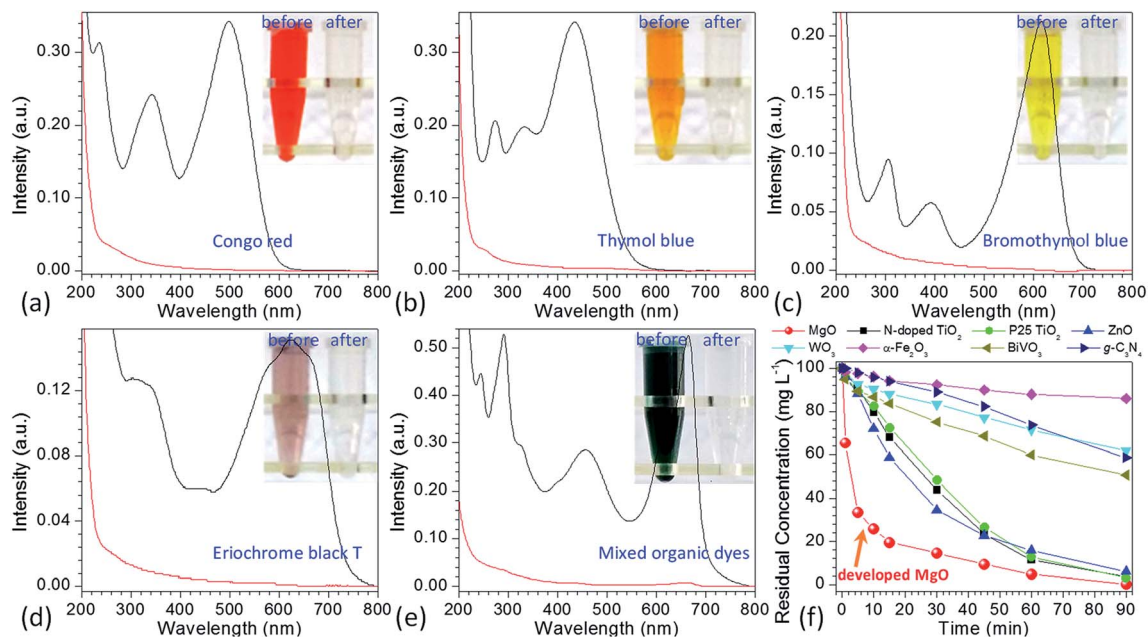 before after
0.30
0.20
0.10
0.00
Intensity (a.u.)
Congo red
200 300 400 500 600 700 800
Wavelength (nm)
(a)
before after
0.30
0.20
0.10
0.00
Intensity (a.u.)
Thymol blue
200 300 400 500 600 700 800
Wavelength (nm)
(b)
before after
0.20
0.15
0.10
0.05
0.00
Intensity (a.u.)
Bromothymol blue
200 300 400 500 600 700 800
Wavelength (nm)
(c)
before after
0.12
0.08
0.04
0.00
Intensity (a.u.)
Eriochrome black T
200 300 400 500 600 700 800
Wavelength (nm)
(d)
before after
0.50
0.40
0.30
0.20
0.10
0.00
Intensity (a.u.)
Mixed organic dyes
200 300 400 500 600 700 800
Wavelength (nm)
(e)
MgO N-doped TiO₂ P25 TiO₂ ZnO
WO₃ α-Fe₂O₃ BiVO₃ g-C₃N₄
100
80
60
40
20
0
Residual Concentration (mg L⁻¹)
developed MgO
0 10 20 30 40 50 60 70 80 90
Time (min)
(f)